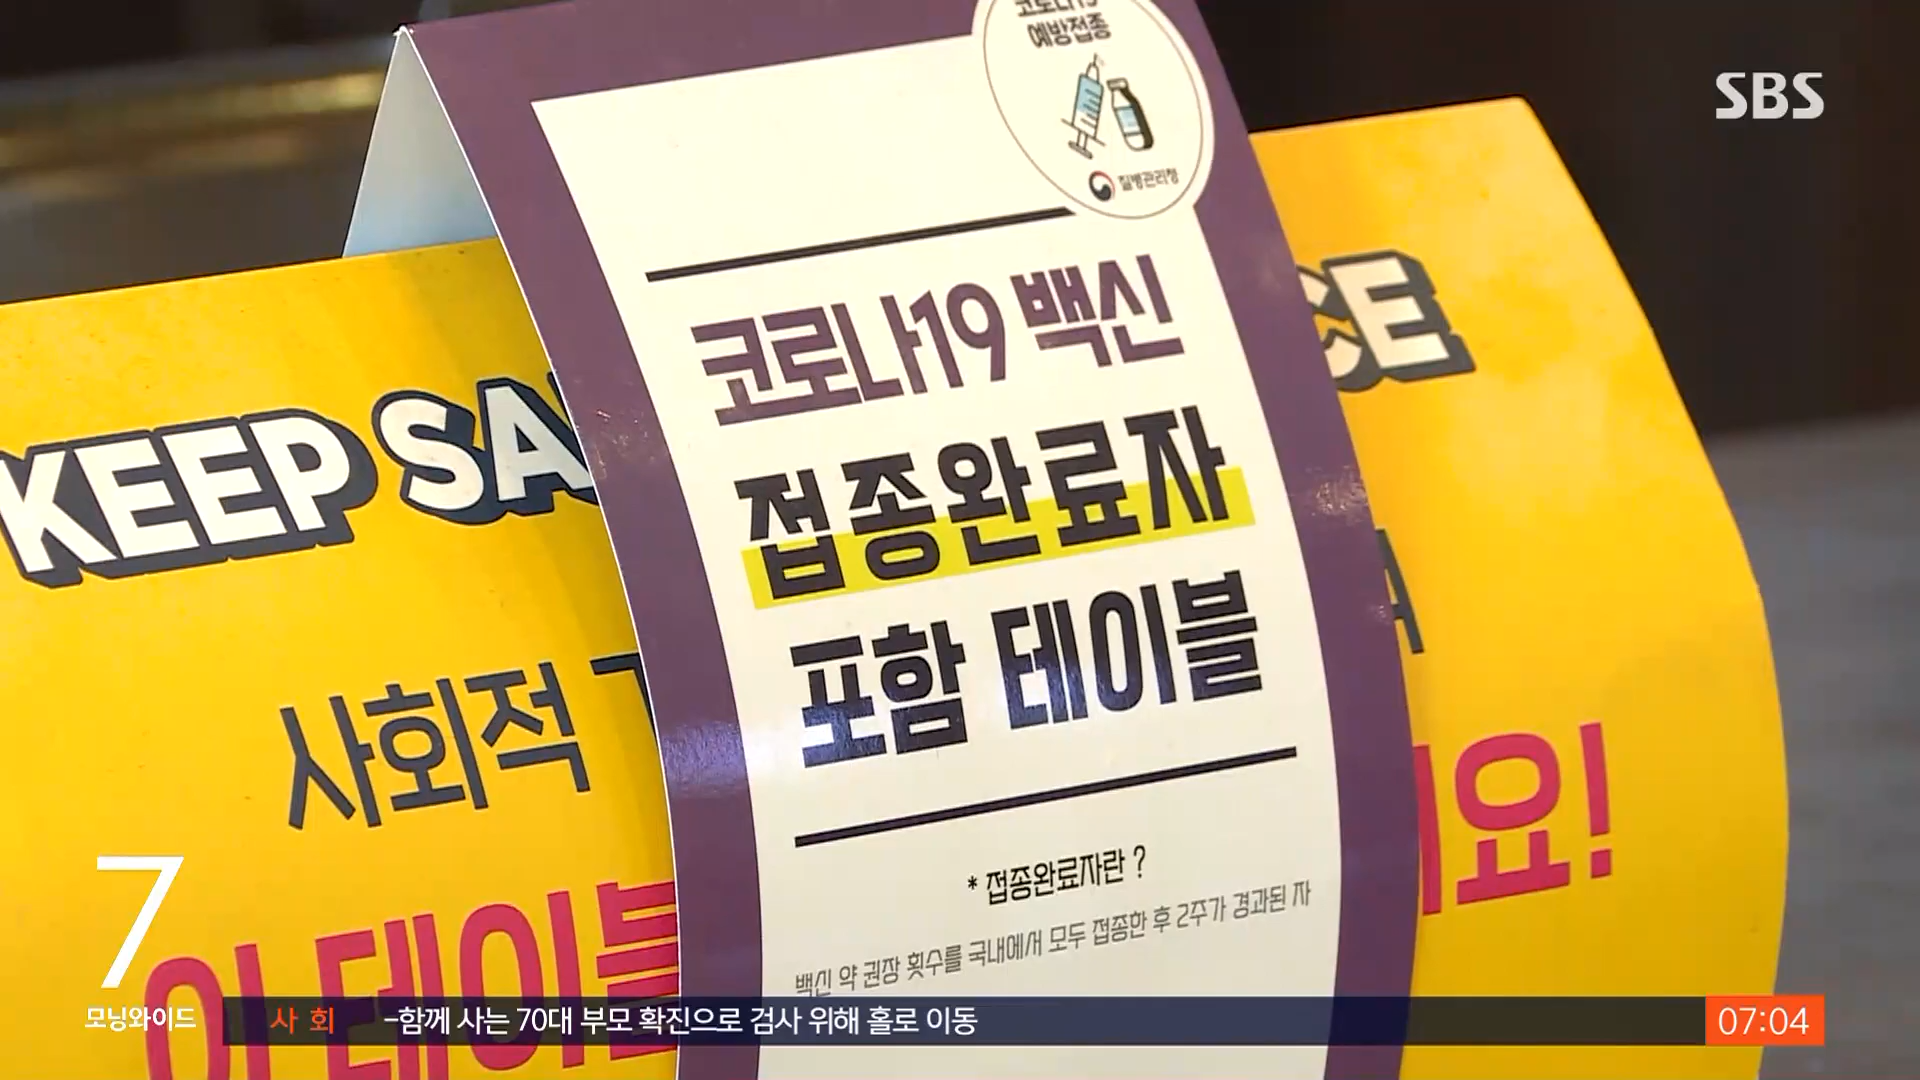 코로나19
예방접종
질병관리청
SBS
코로나19 백신
접종완료자
포함 테이블
* 접종완료자란 ?
백신 약 권장 횟수를 국내에서 모두 접종한 후 2주가 경과된 자
KEEP SA
CE
사회적
이 테이블
요!
7
모닝와이드
사 회
-함께 사는 70대 부모 확진으로 검사 위해 홀로 이동
07:04